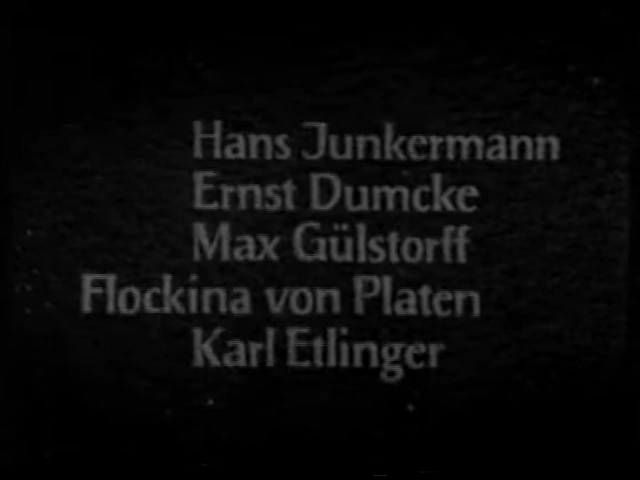 Hans Junkermann
Ernst Dumcke
Max Gülstorff
Flockina von Platen
Karl Etlinger